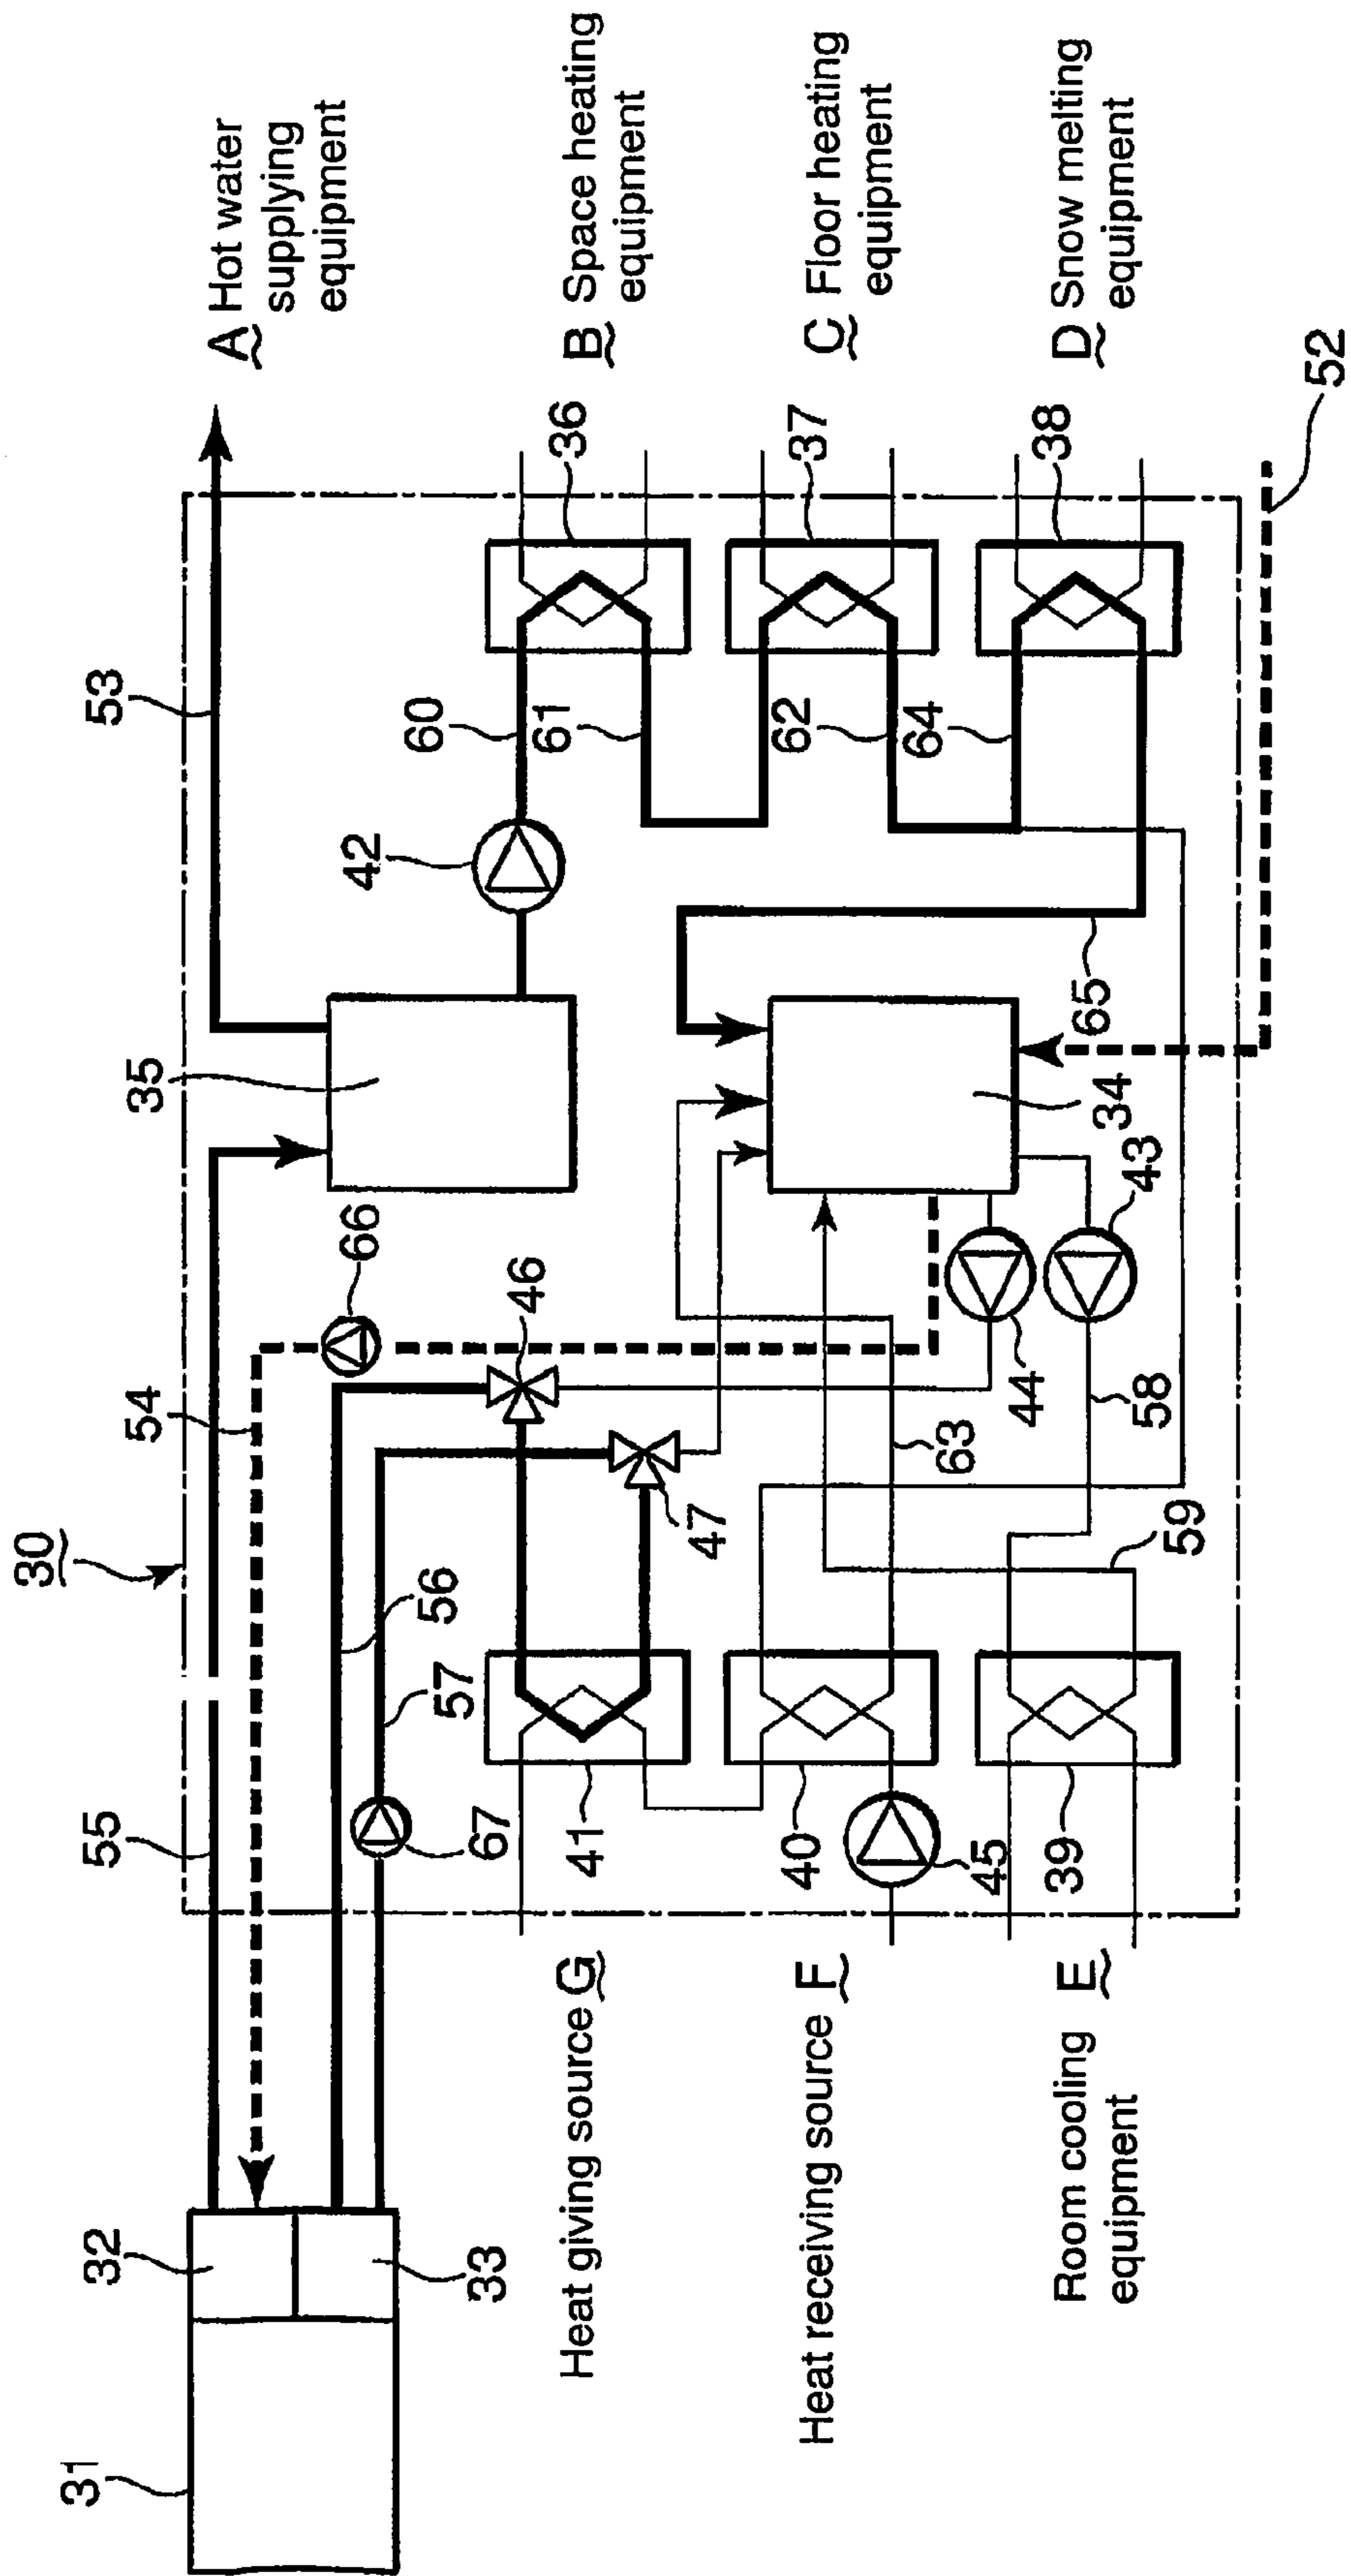 30
31
32
33
55
54
53
A Hot water
supplying
equipment
66
35
56
57
67
46
47
42
60
61
36
B Space heating
equipment
Heat giving source G
41
62
64
37
C Floor heating
equipment
Heat receiving source F
40
45
63
44
34
43
65
38
D Snow melting
equipment
Room cooling E
equipment
39
59
58
52